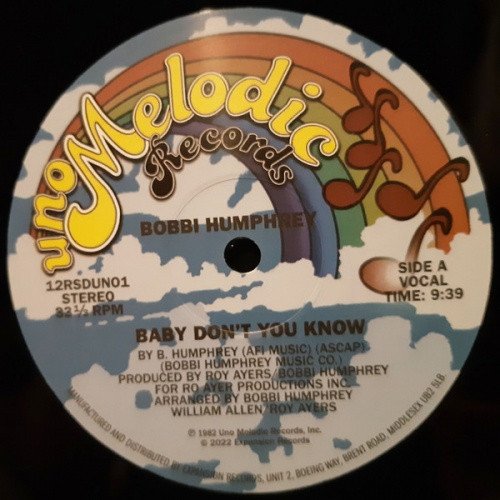 uno Melodic
Records
BOBBI HUMPHREY
12RSDUNO1
STEREO
33⅓ RPM
SIDE A
VOCAL
TIME: 9:39
BABY DON'T YOU KNOW
BY B. HUMPHREY (AFI MUSIC) (ASCAP)
(BOBBI HUMPHREY MUSIC CO.)
PRODUCED BY ROY AYERS/BOBBI HUMPHREY
FOR RO AYER PRODUCTIONS INC.
ARRANGED BY BOBBI HUMPHREY
WILLIAM ALLEN/ROY AYERS
℗ 1982 Uno Melodic Records, Inc.
© 2022 Expansion Records
MANUFACTURED AND DISTRIBUTED BY EXPANSION RECORDS, UNIT 2, BOEING WAY, BRENT ROAD, MIDDLESEX UB2 5LB.